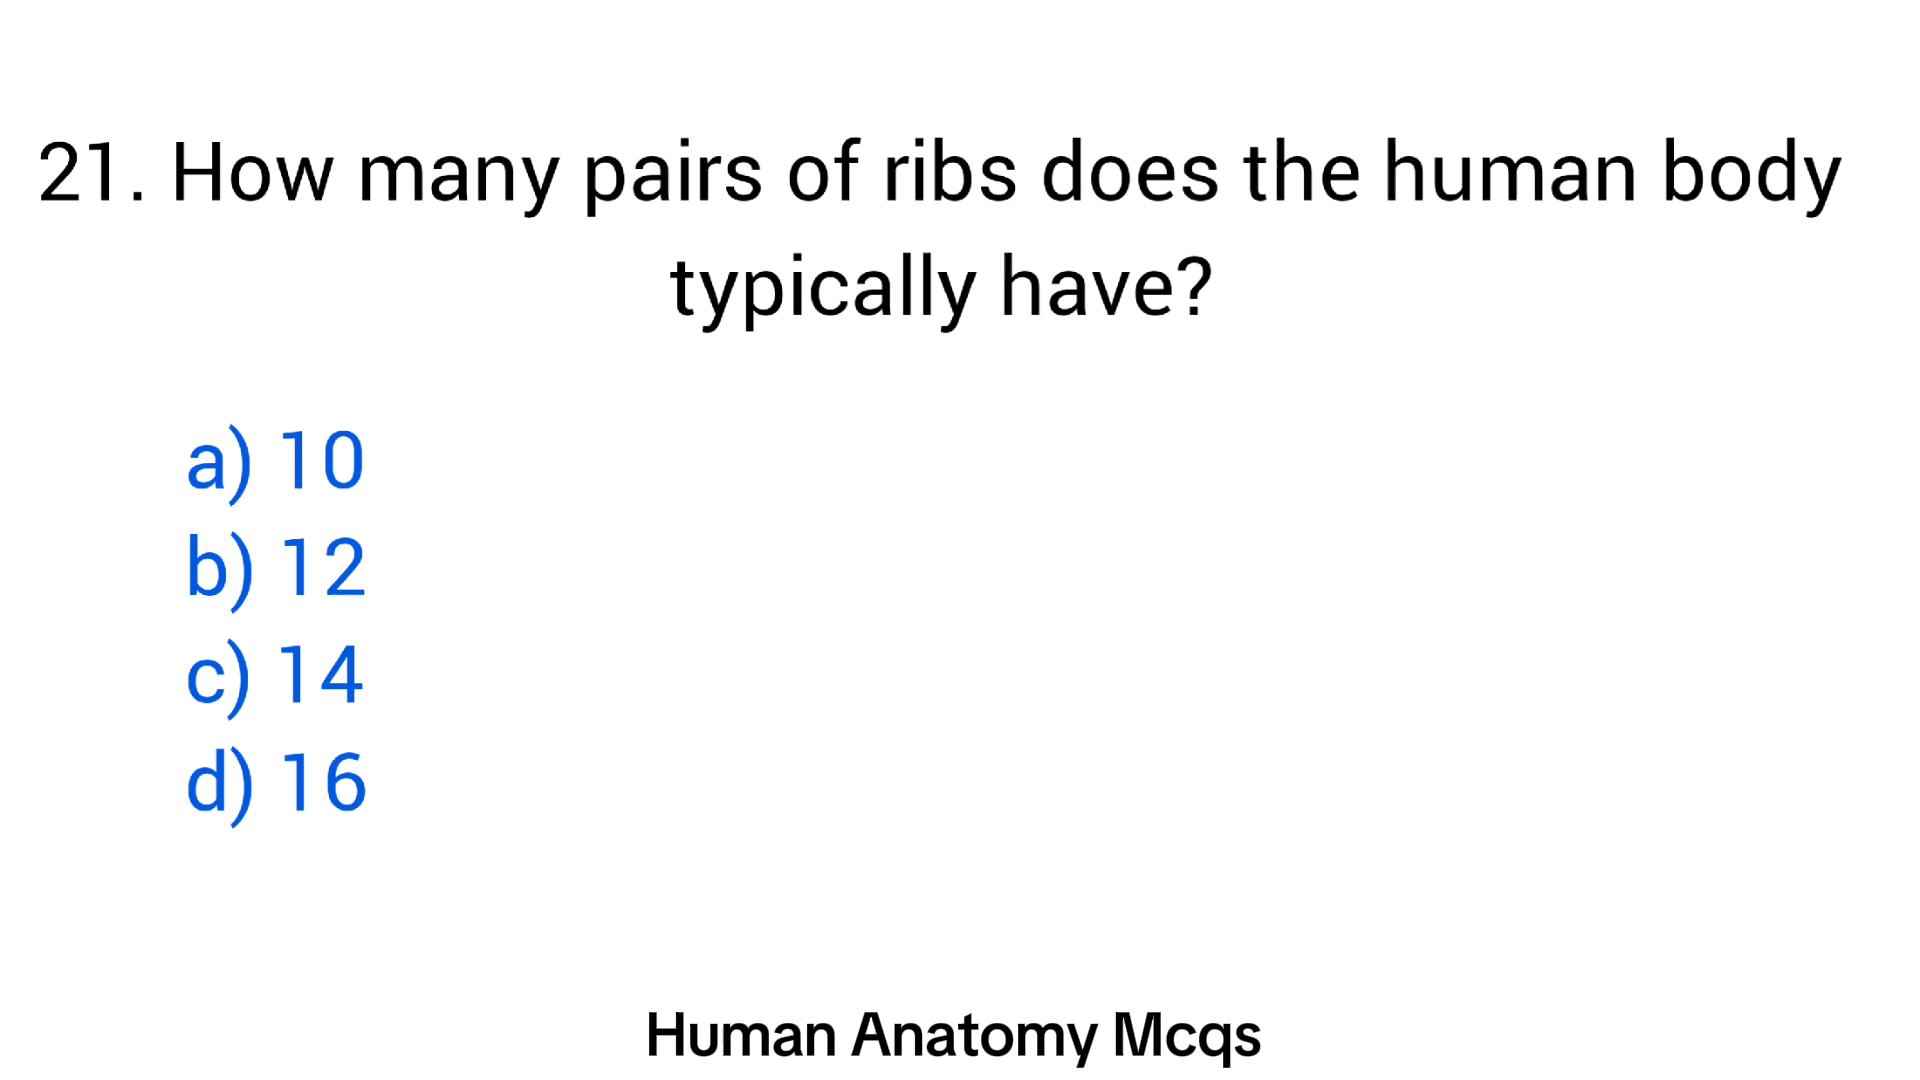 21. How many pairs of ribs does the human body
typically have?
a) 10
b) 12
c) 14
d) 16
Human Anatomy Mcqs